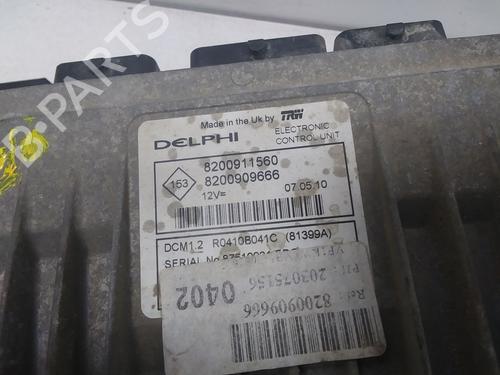 Made in the Uk by TRW
DELPHI
ELECTRONIC
CONTROL UNIT
153
8200911560
8200909666
12V=
07.05.10
DCM1.2 R0410B041C (81399A)
SERIAL No
0402
PJ: 203075156
Ref: 8200909666
B-PARTS